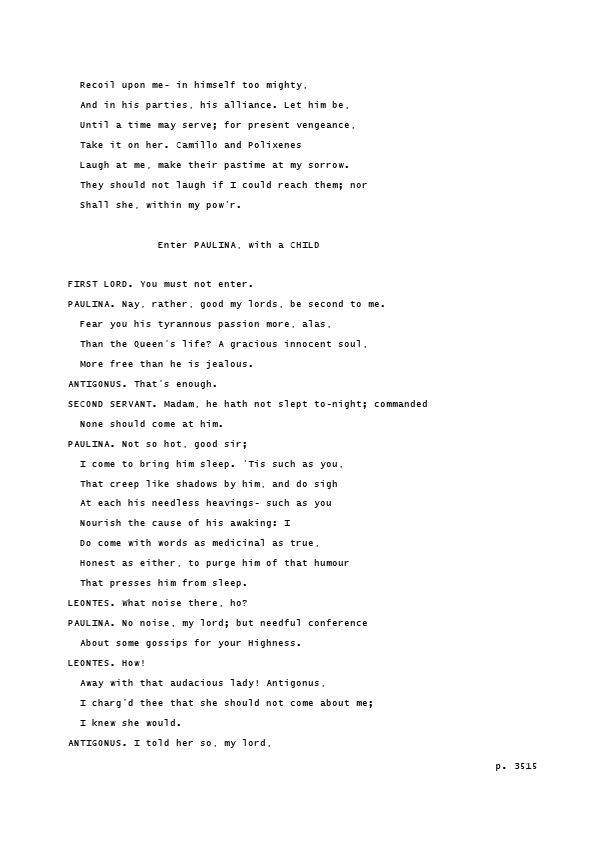 Recoil upon me- in himself too mighty,
And in his parties, his alliance. Let him be,
Until a time may serve; for present vengeance,
Take it on her. Camillo and Polixenes
Laugh at me, make their pastime at my sorrow.
They should not laugh if I could reach them; nor
Shall she, within my pow'r.
Enter PAULINA, with a CHILD
FIRST LORD. You must not enter.
PAULINA. Nay, rather, good my lords, be second to me.
Fear you his tyrannous passion more, alas,
Than the Queen's life? A gracious innocent soul,
More free than he is jealous.
ANTIGONUS. That's enough.
SECOND SERVANT. Madam, he hath not slept to-night; commanded
None should come at him.
PAULINA. Not so hot, good sir;
I come to bring him sleep. 'Tis such as you,
That creep like shadows by him, and do sigh
At each his needless heavings- such as you
Nourish the cause of his awaking: I
Do come with words as medicinal as true,
Honest as either, to purge him of that humour
That presses him from sleep.
LEONTES. What noise there, ho?
PAULINA. No noise, my lord; but needful conference
About some gossips for your Highness.
LEONTES. How!
Away with that audacious lady! Antigonus,
I charg'd thee that she should not come about me;
I knew she would.
ANTIGONUS. I told her so, my lord,
p. 3515